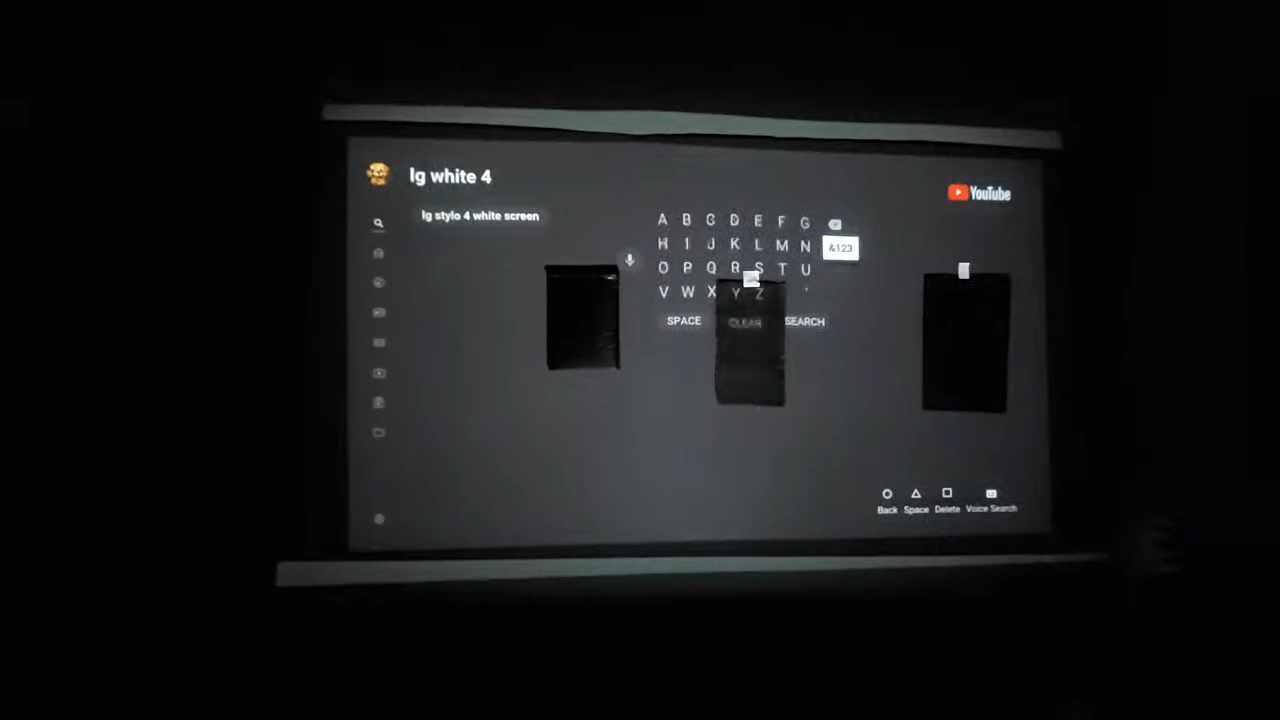 lg white 4
YouTube
lg stylo 4 white screen
A B C D E F G
H I J K L M N &123
O P Q R S T U
V W X Y Z '
SPACE CLEAR SEARCH
Back Space Delete Voice Search